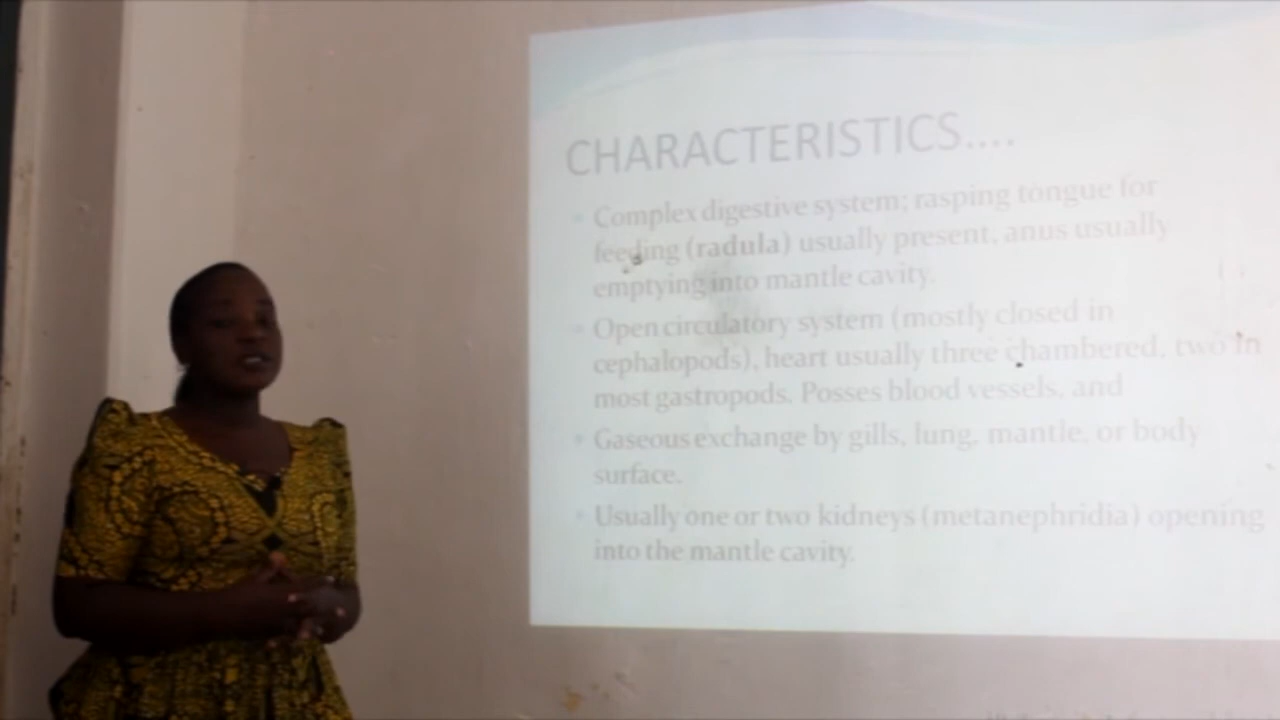 CHARACTERISTICS....
Complex digestive system; rasping tongue for
feeding (radula) usually present, anus usually
emptying into mantle cavity.
Open circulatory system (mostly closed in
cephalopods), heart usually three chambered, two in
most gastropods. Posses blood vessels, and
Gaseous exchange by gills, lung, mantle, or body
surface.
Usually one or two kidneys (metanephridia) opening
into the mantle cavity.